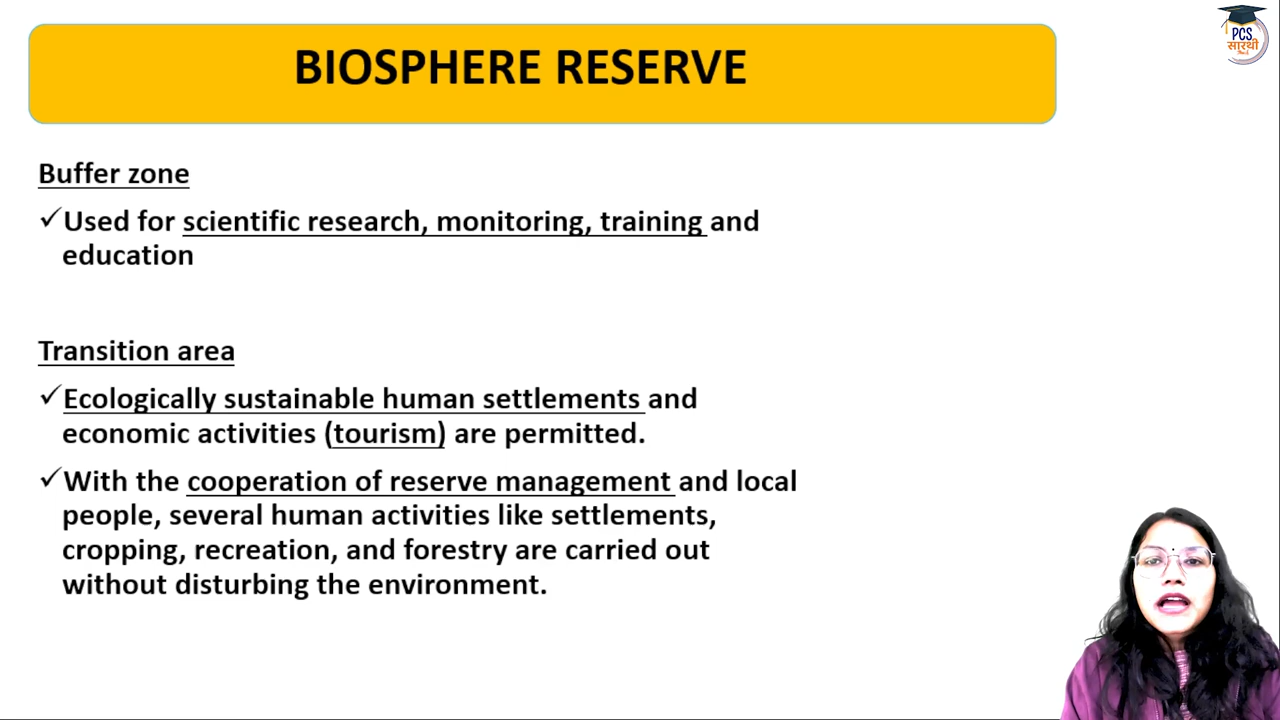 PCS
सारथी
BIOSPHERE RESERVE
Buffer zone
✓Used for scientific research, monitoring, training and
education
Transition area
✓Ecologically sustainable human settlements and
economic activities (tourism) are permitted.
✓With the cooperation of reserve management and local
people, several human activities like settlements,
cropping, recreation, and forestry are carried out
without disturbing the environment.